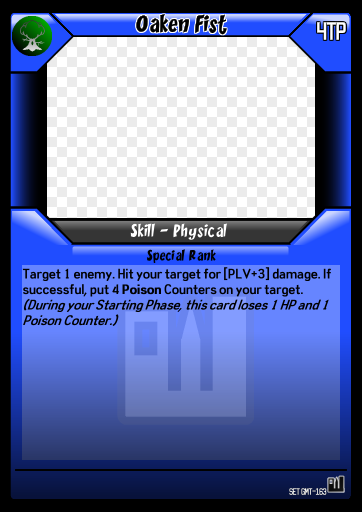 Oaken Fist
4TP
Skill - Physical
Special Rank
Target 1 enemy. Hit your target for [PLV+3] damage. If
successful, put 4 Poison Counters on your target.
(During your Starting Phase, this card loses 1 HP and 1
Poison Counter.)
SET GMT-163